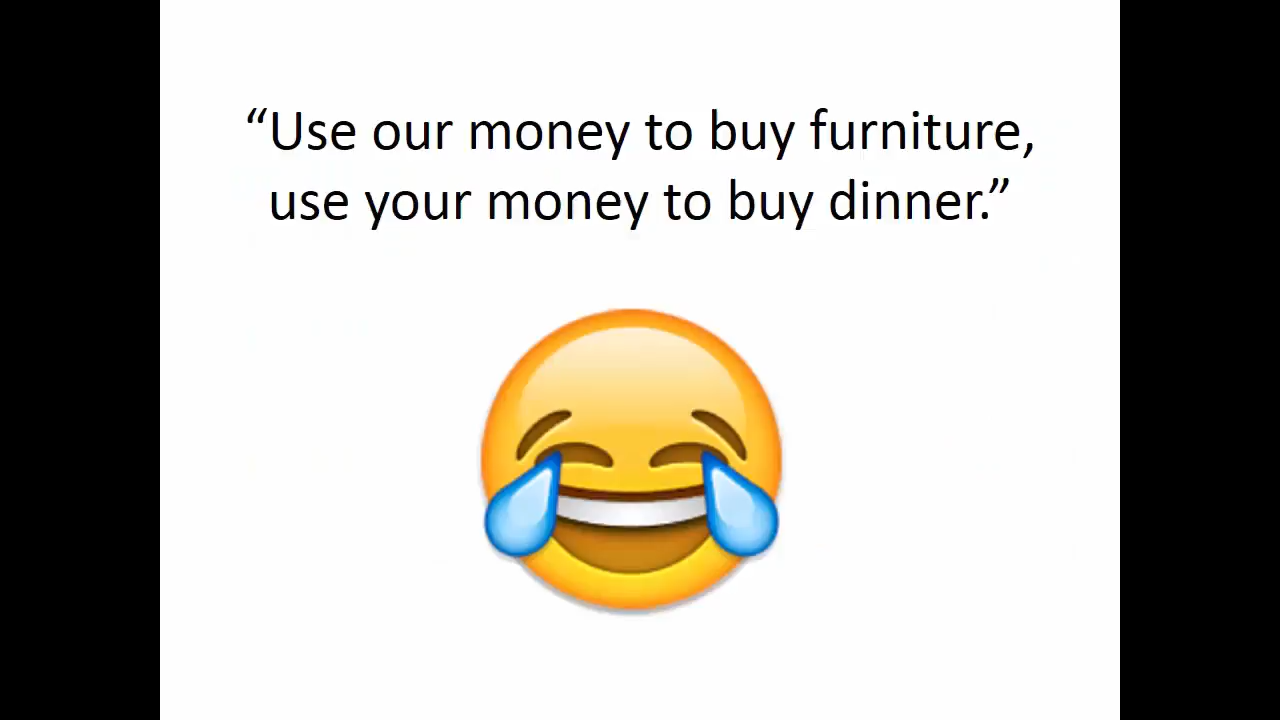 “Use our money to buy furniture,
use your money to buy dinner.”